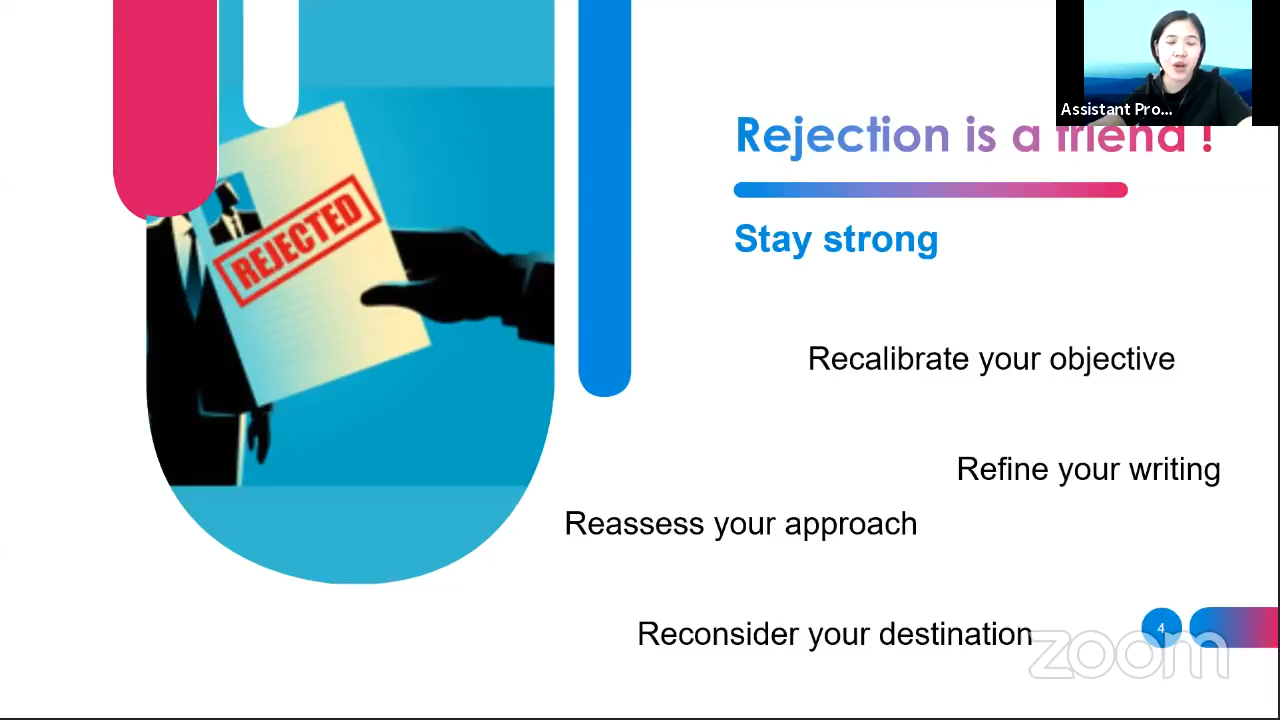 Assistant Pro...
Rejection is a friend !
Stay strong
REJECTED
Recalibrate your objective
Refine your writing
Reassess your approach
Reconsider your destination
4
zoom